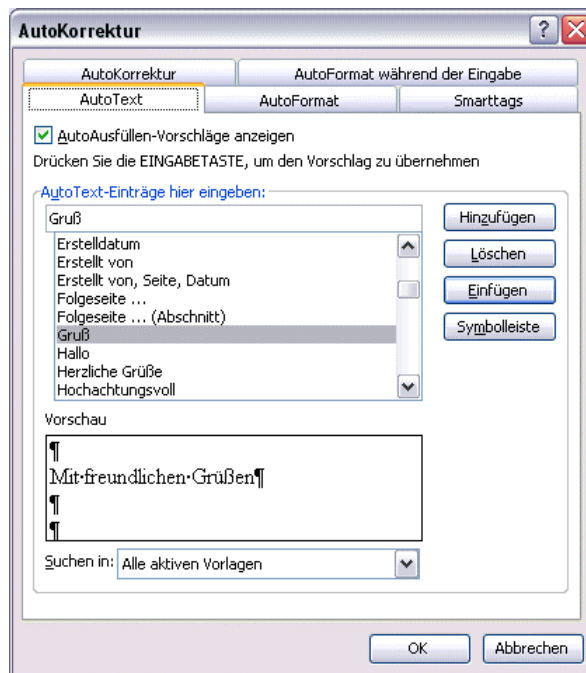 AutoKorrektur
AutoKorrektur
AutoFormat während der Eingabe
AutoText
AutoFormat
Smarttags
AutoAusfüllen-Vorschläge anzeigen
Drücken Sie die EINGABETASTE, um den Vorschlag zu übernehmen
AutoText-Einträge hier eingeben:
Gruß
Hinzufügen
Erstelldatum
Erstellt von
Erstellt von, Seite, Datum
Folgeseite ...
Folgeseite ... (Abschnitt)
Gruß
Hallo
Herzliche Grüße
Hochachtungsvoll
Löschen
Einfügen
Symbolleiste
Vorschau
¶
Mit·freundlichen·Grüßen¶
¶
¶
Suchen in: Alle aktiven Vorlagen
OK
Abbrechen